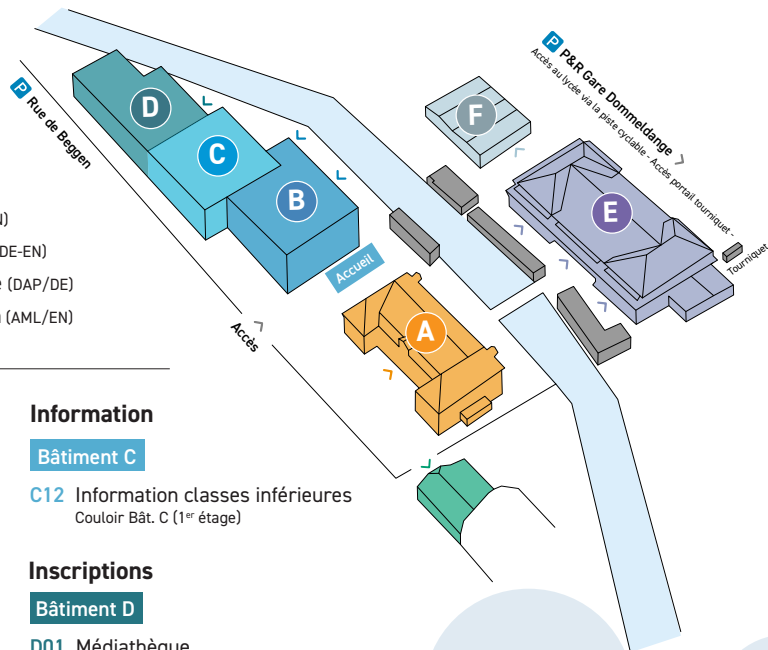 P Rue de Beggen
D
C
B
Accueil
A
F
E
P P&R Gare Dommeldange
Accès au lycée via la piste cyclable - Accès portail tourniquet -
Tourniquet
Accès
N)
DE-EN)
(DAP/DE)
(AML/EN)
Information
Bâtiment C
C12 Information classes inférieures
Couloir Bât. C (1er étage)
Inscriptions
Bâtiment D
D01 Médiathèque